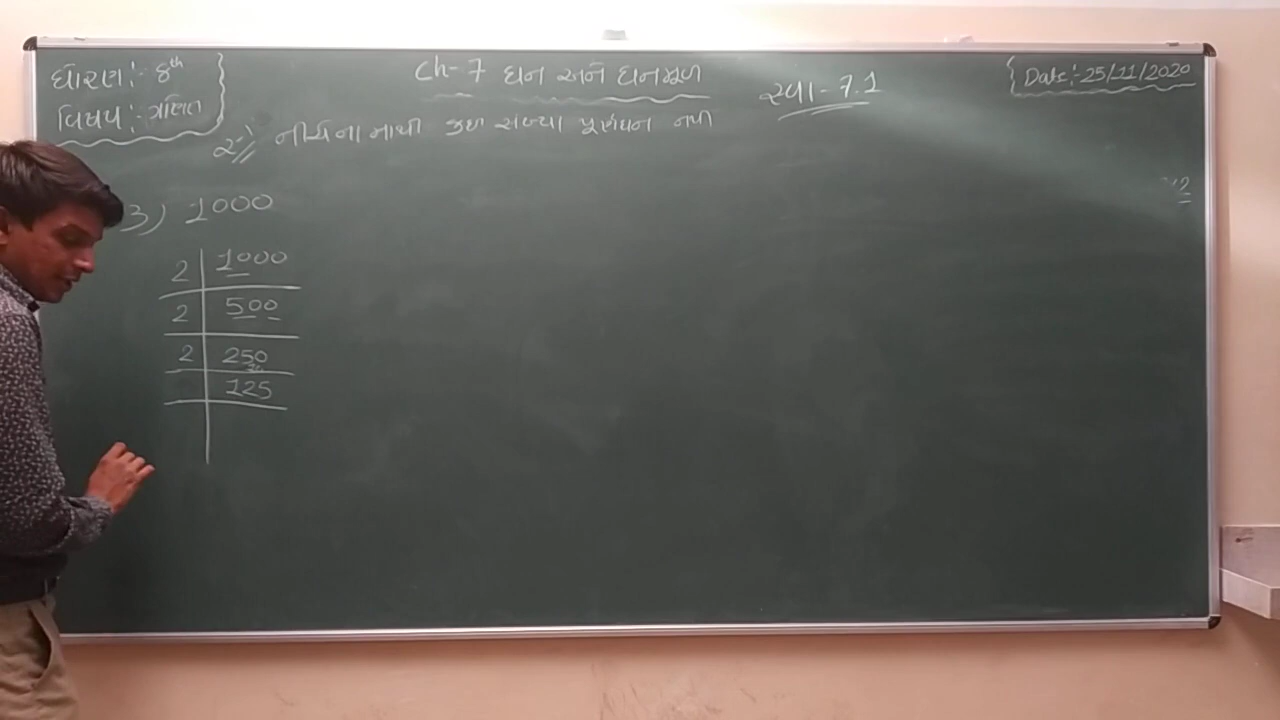 ધોરણ :- 8th
વિષય :- ગણિત
Ch-7 ઘન અને ઘનમૂળ
સ્વા - 7.1
Date :- 25/11/2020
2:-) નીચેના માથી કઈ સંખ્યા પૂર્ણઘન નથી
3) 1000
2 | 1000
2 | 500
2 | 250
125